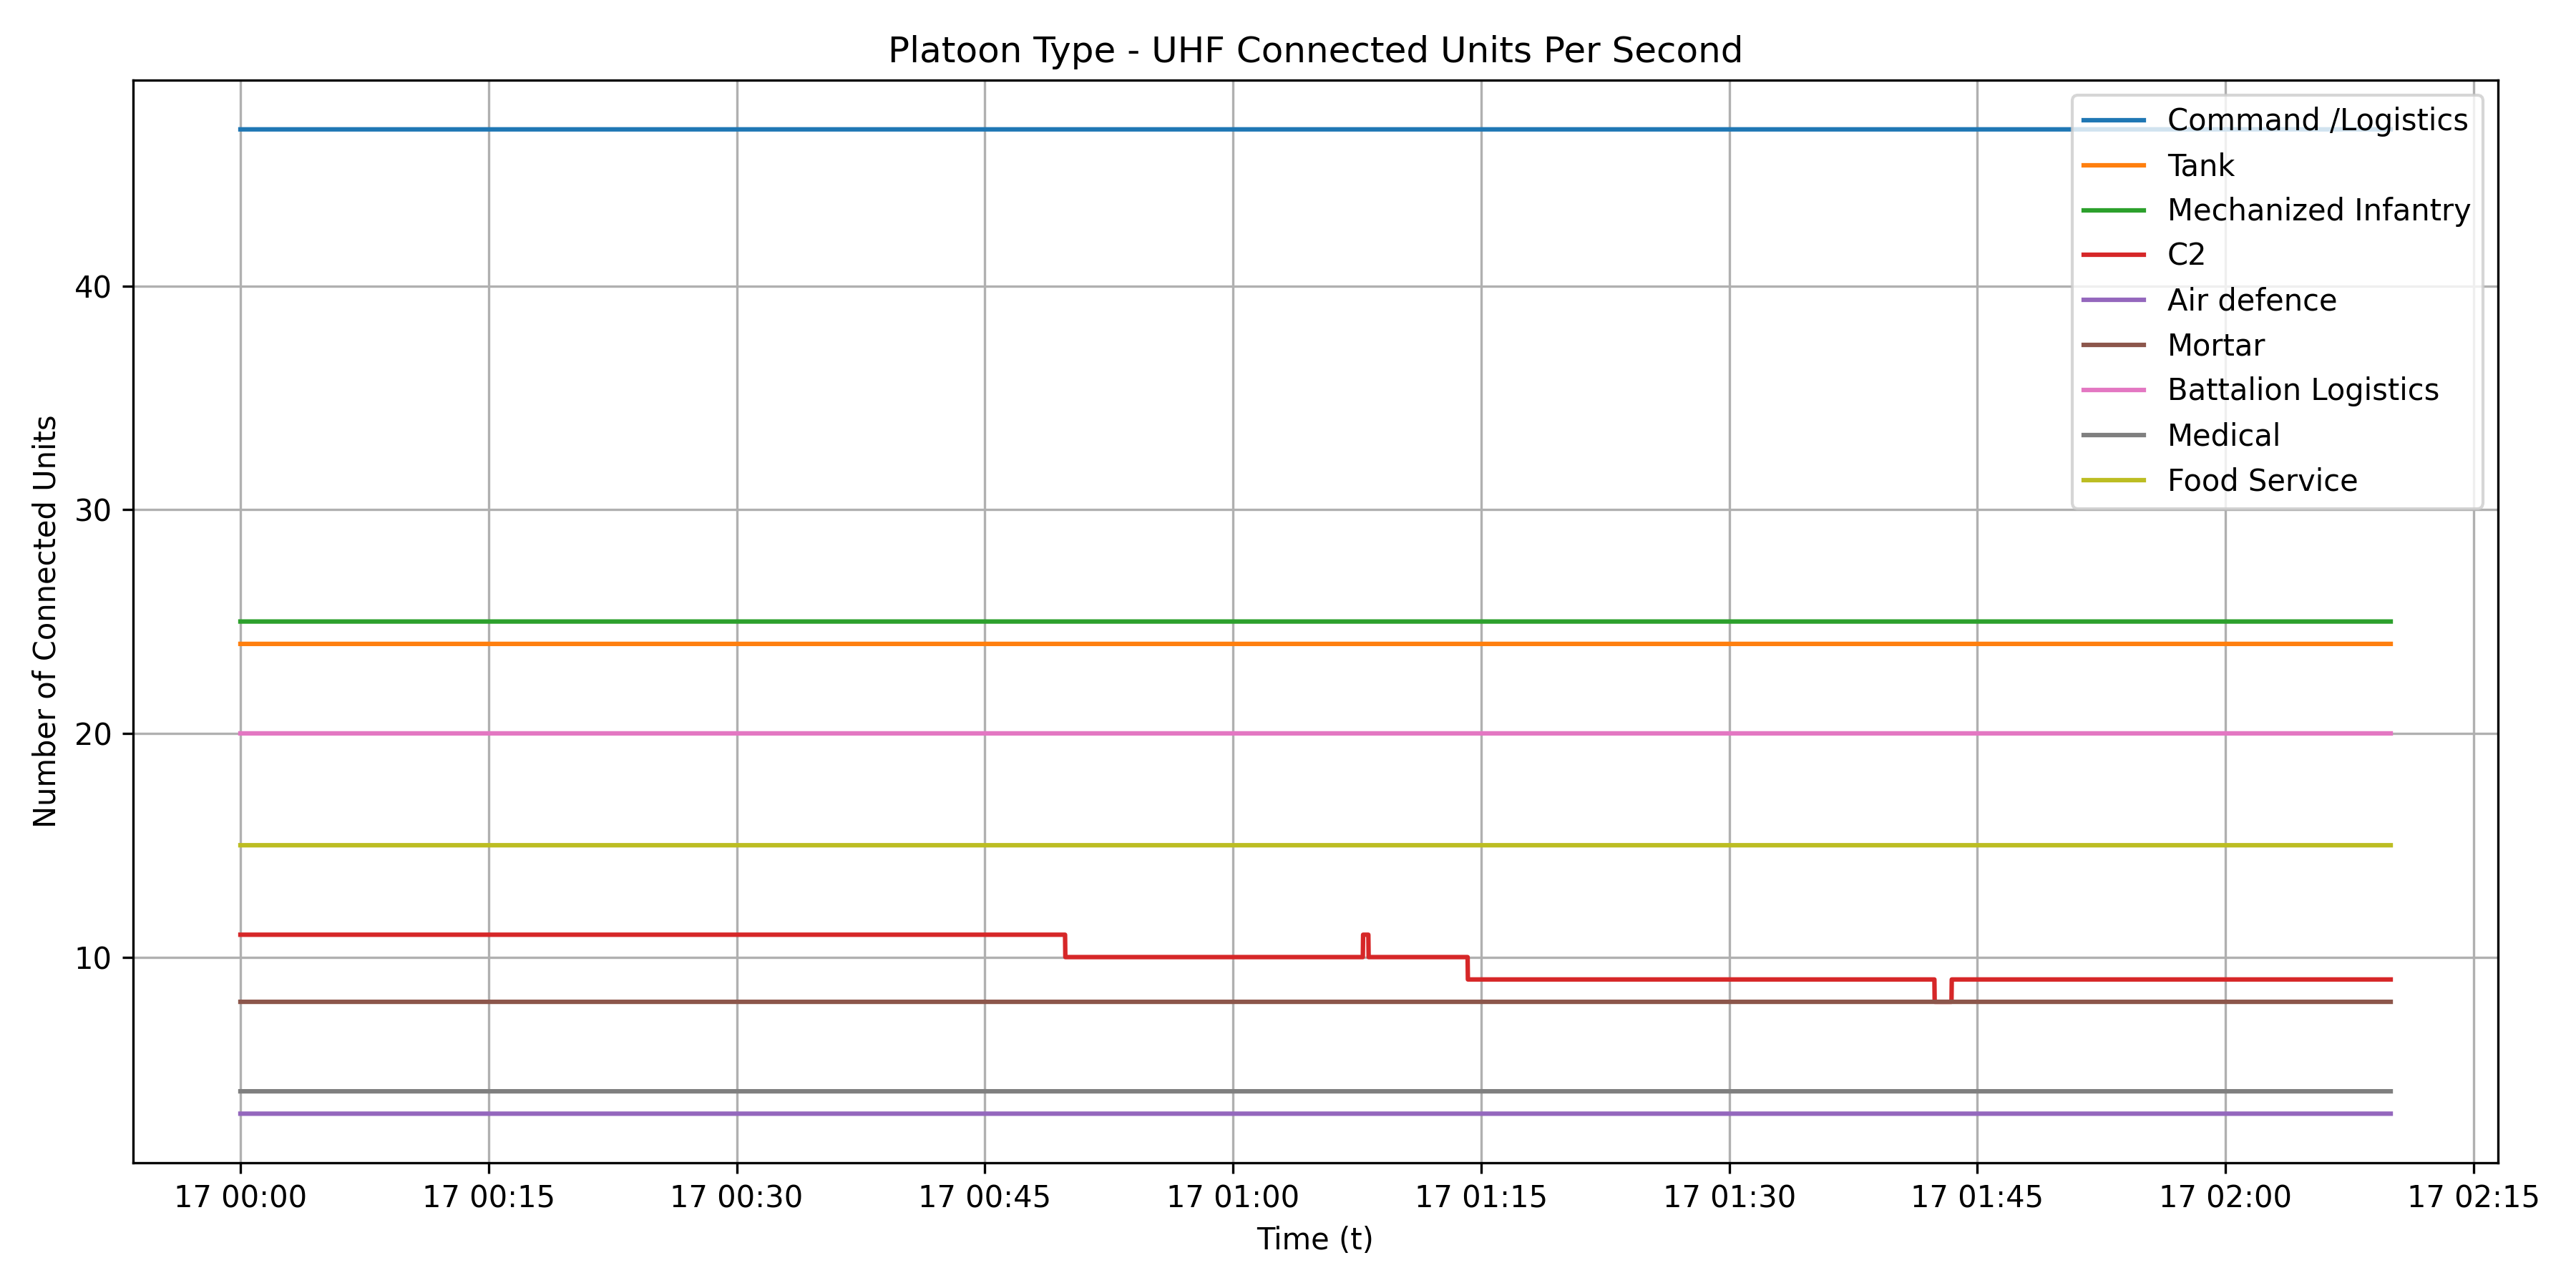 Platoon Type - UHF Connected Units Per Second
Number of Connected Units
40
30
20
10
Command /Logistics
Tank
Mechanized Infantry
C2
Air defence
Mortar
Battalion Logistics
Medical
Food Service
17 00:00 17 00:15 17 00:30 17 00:45 17 01:00 17 01:15 17 01:30 17 01:45 17 02:00 17 02:15
Time (t)